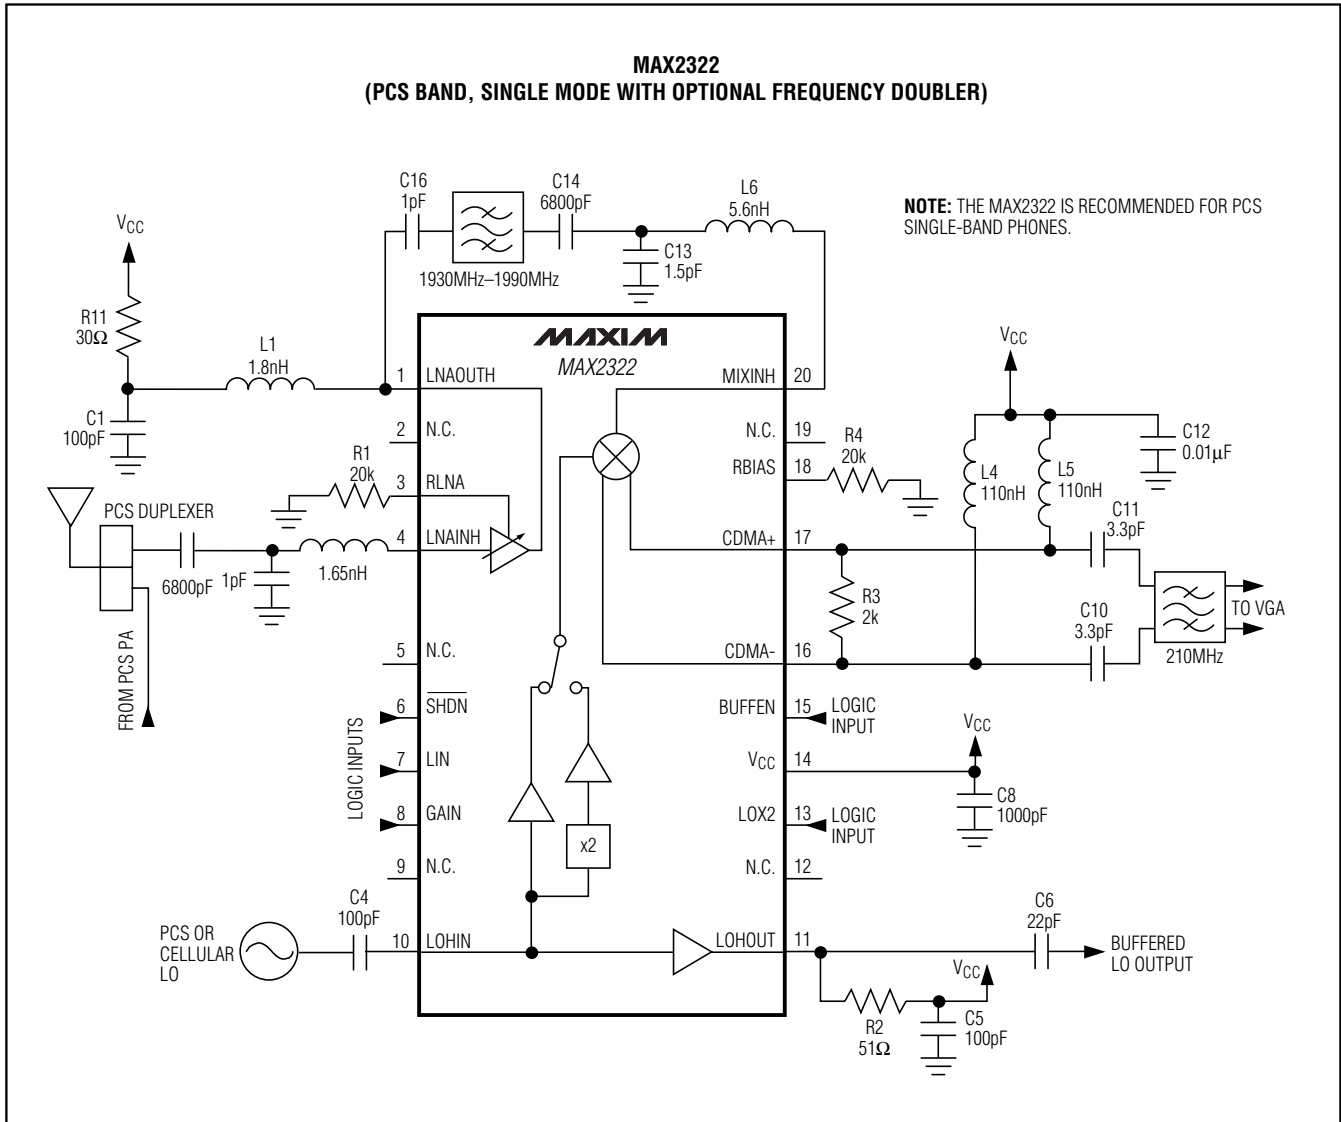 MAX2322
(PCS BAND, SINGLE MODE WITH OPTIONAL FREQUENCY DOUBLER)
C16
1pF
C14
6800pF
L6
5.6nH
NOTE: THE MAX2322 IS RECOMMENDED FOR PCS
SINGLE-BAND PHONES.
VCC
C13
1.5pF
1930MHz–1990MHz
R11
30Ω
L1
1.8nH
MAXIM
MAX2322
VCC
1 LNAOUTH
MIXINH 20
C1
100pF
2 N.C.
N.C. 19
R4
20k
C12
0.01μF
R1
20k
3 RLNA
RBIAS 18
L4
110nH
L5
110nH
PCS DUPLEXER
4 LNAINH
CDMA+ 17
C11
3.3pF
6800pF
1pF
1.65nH
R3
2k
TO VGA
C10
3.3pF
210MHz
FROM PCS PA
5 N.C.
CDMA- 16
LOGIC INPUTS
6 SHDN
BUFFEN 15
LOGIC
INPUT
VCC
7 LIN
VCC 14
C8
1000pF
8 GAIN
LOX2 13
LOGIC
INPUT
x2
9 N.C.
N.C. 12
C4
100pF
C6
22pF
PCS OR
CELLULAR
LO
10 LOHIN
LOHOUT 11
BUFFERED
LO OUTPUT
VCC
R2
51Ω
C5
100pF